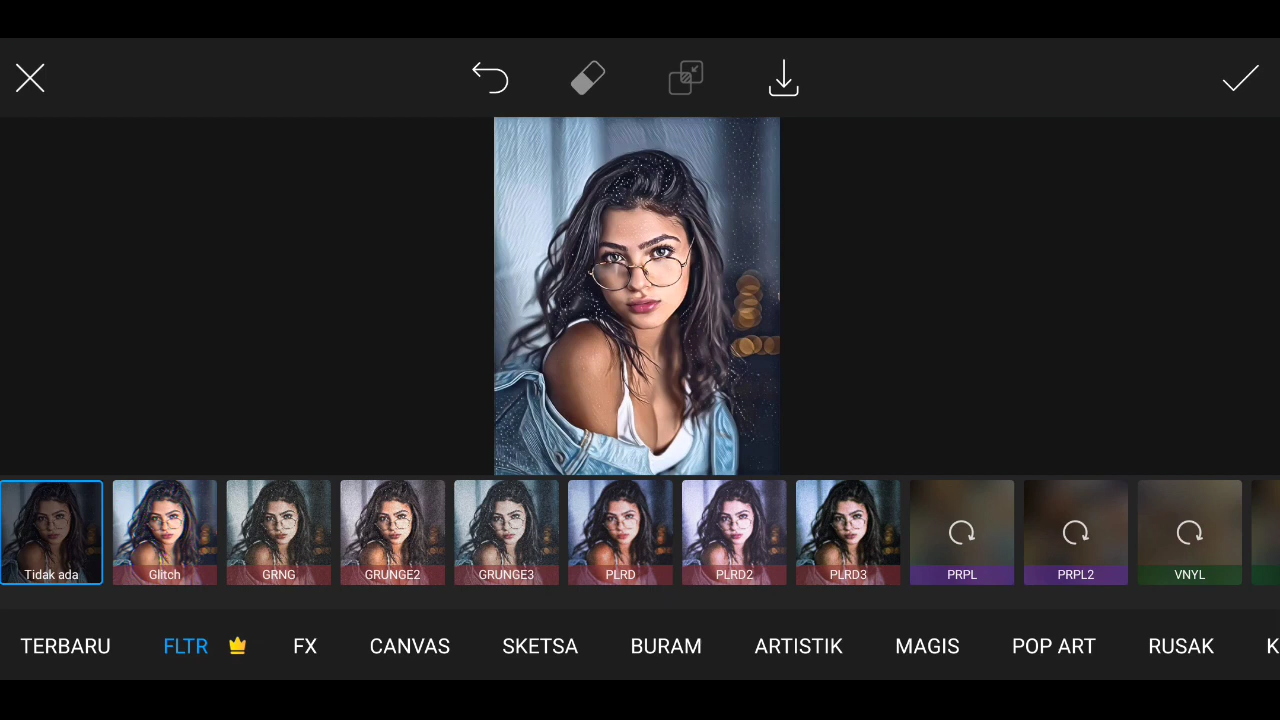 Tidak ada
Glitch
GRNG
GRUNGE2
GRUNGE3
PLRD
PLRD2
PLRD3
PRPL
PRPL2
VNYL
TERBARU FLTR FX CANVAS SKETSA BURAM ARTISTIK MAGIS POP ART RUSAK K